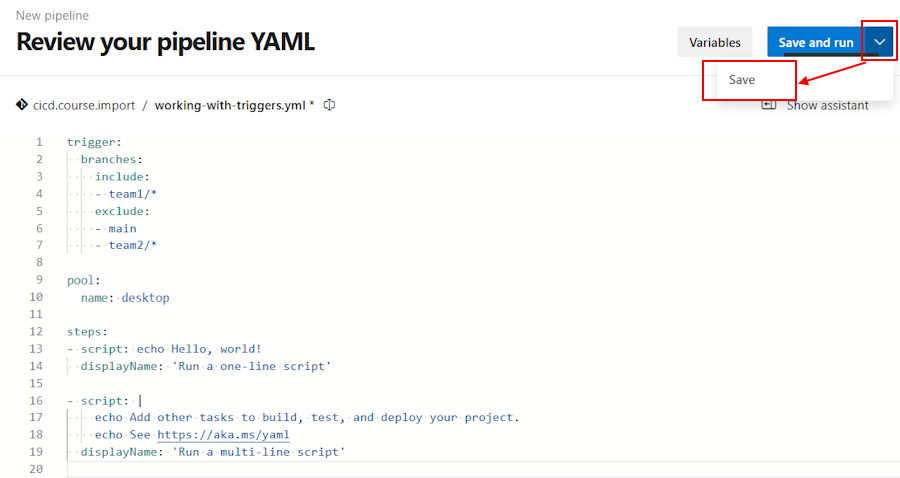 New pipeline
Review your pipeline YAML
Variables
Save and run
Save
cicd.course.import / working-with-triggers.yml *
Show assistant
1 trigger:
2 branches:
3 include:
4 - team1/*
5 exclude:
6 - main
7 - team2/*
8
9 pool:
10 name: desktop
11
12 steps:
13 - script: echo Hello, world!
14 displayName: 'Run a one-line script'
15
16 - script: |
17 echo Add other tasks to build, test, and deploy your project.
18 echo See https://aka.ms/yaml
19 displayName: 'Run a multi-line script'
20